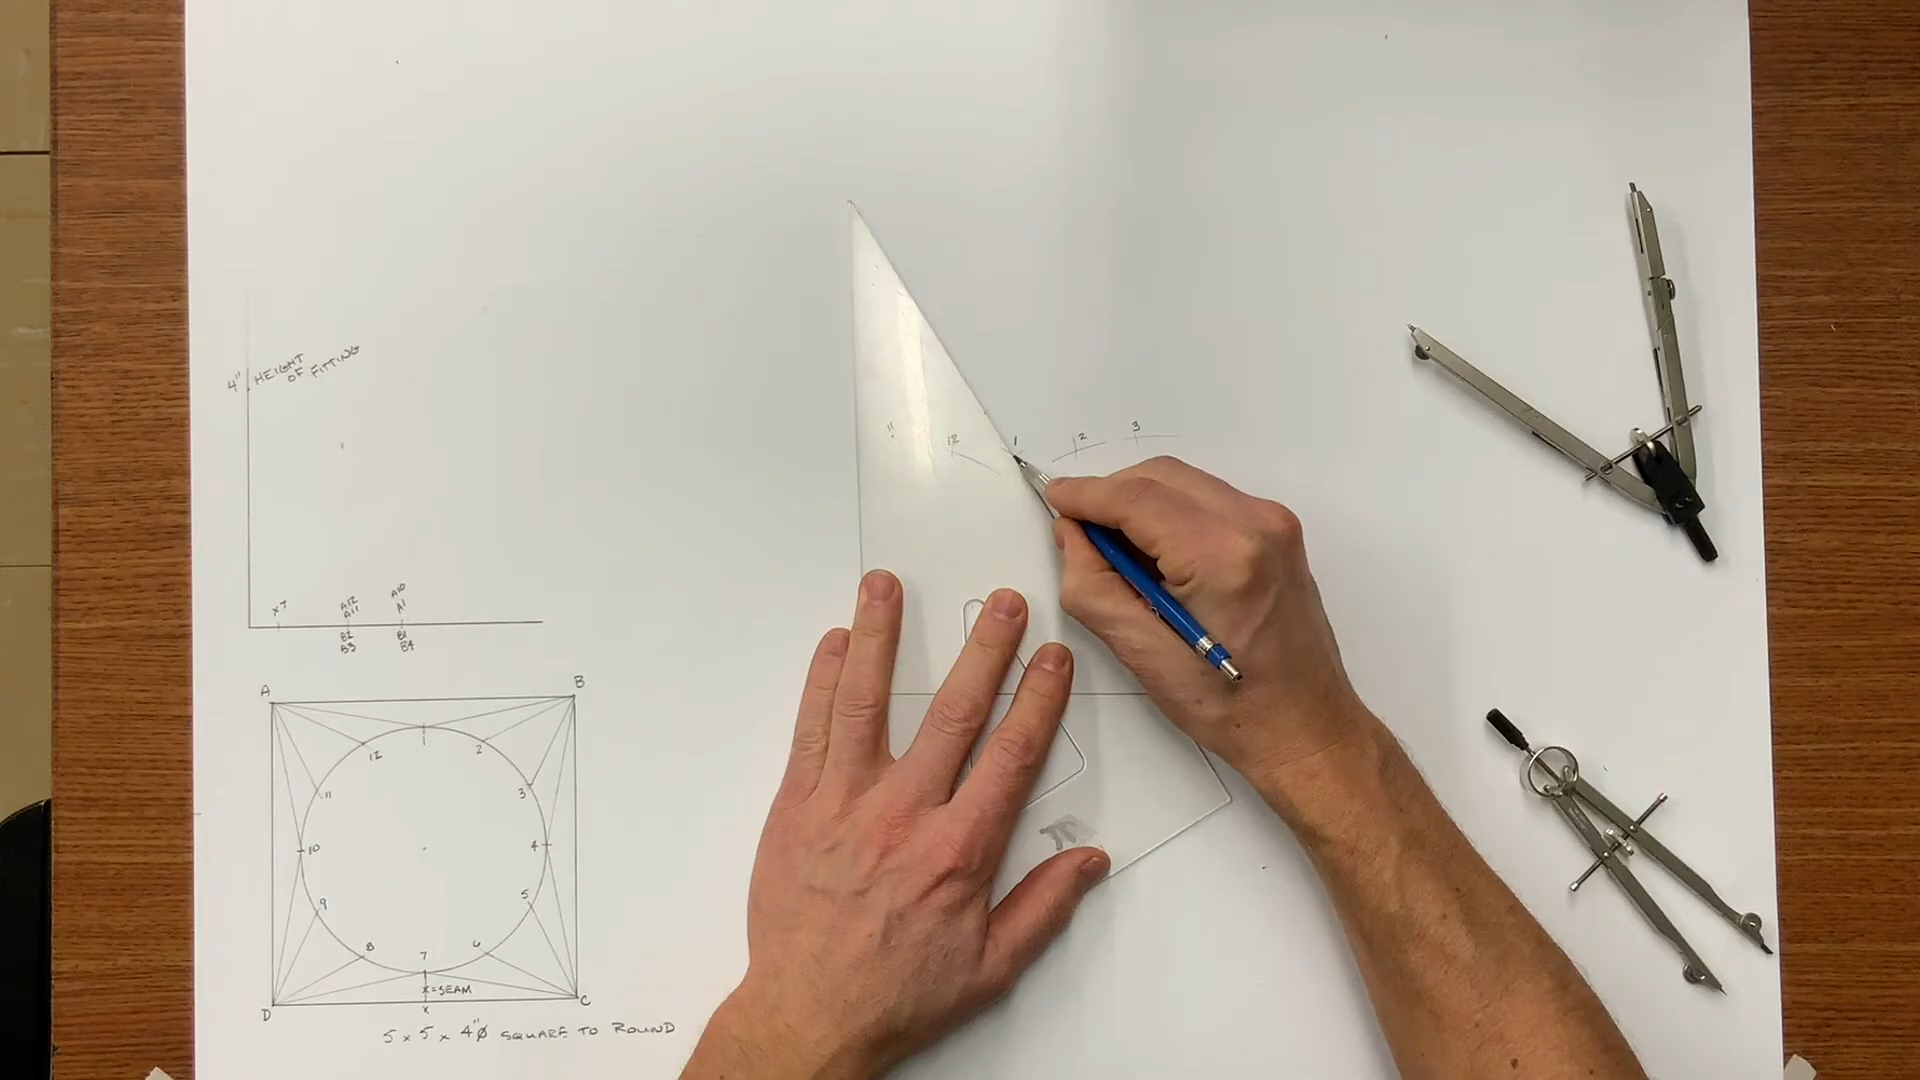 4" HEIGHT
OF FITTING
11 12 1 2 3
X7
A12 A10
A11 A1
B2 B1
B3 B4
A B
12 1 2
11 3
10 4
9 5
8 7 6
X=SEAM
D X C
5 x 5 x 4"Ø SQUARE TO ROUND